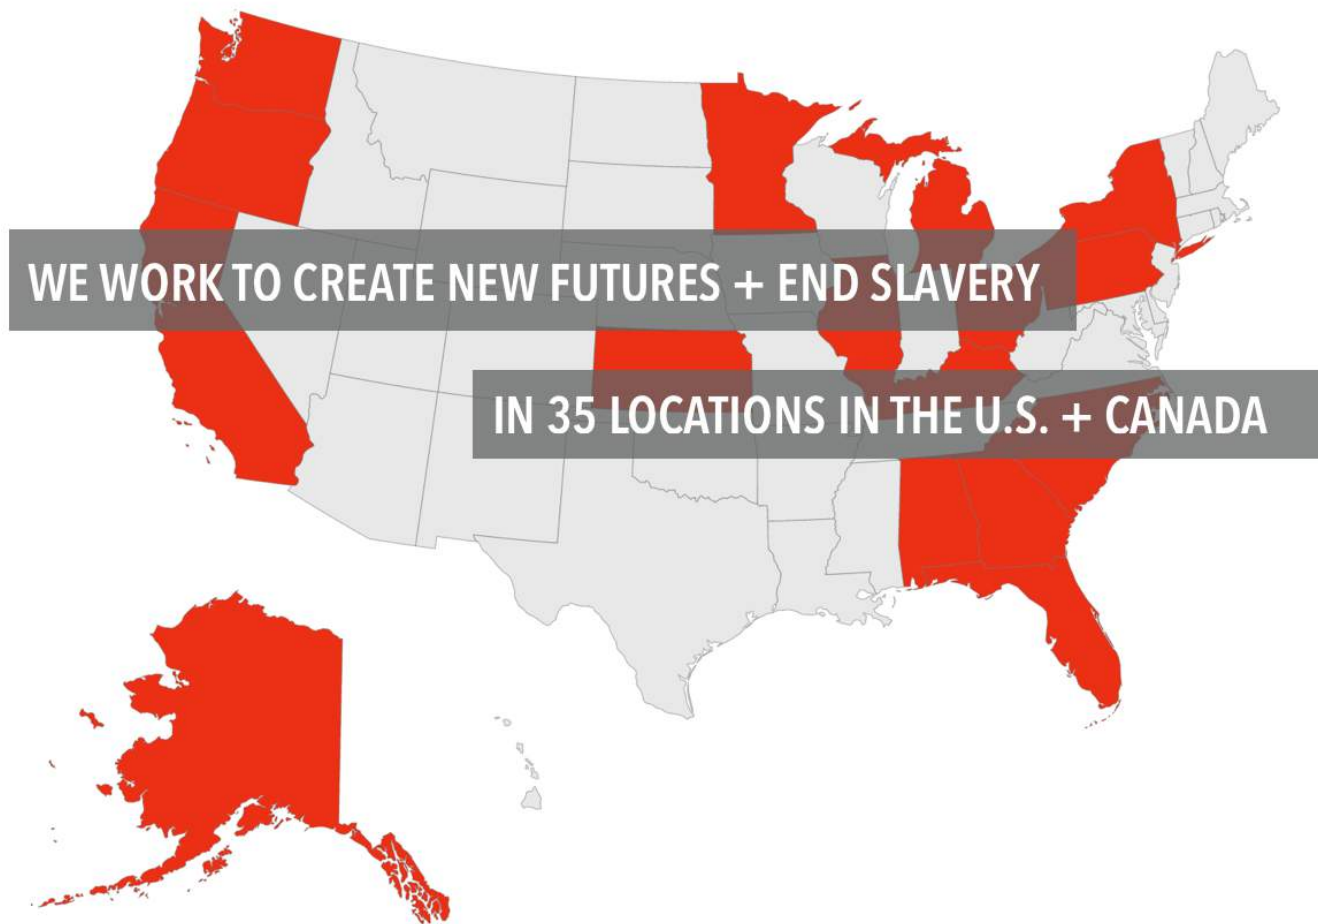 WE WORK TO CREATE NEW FUTURES + END SLAVERY
IN 35 LOCATIONS IN THE U.S. + CANADA